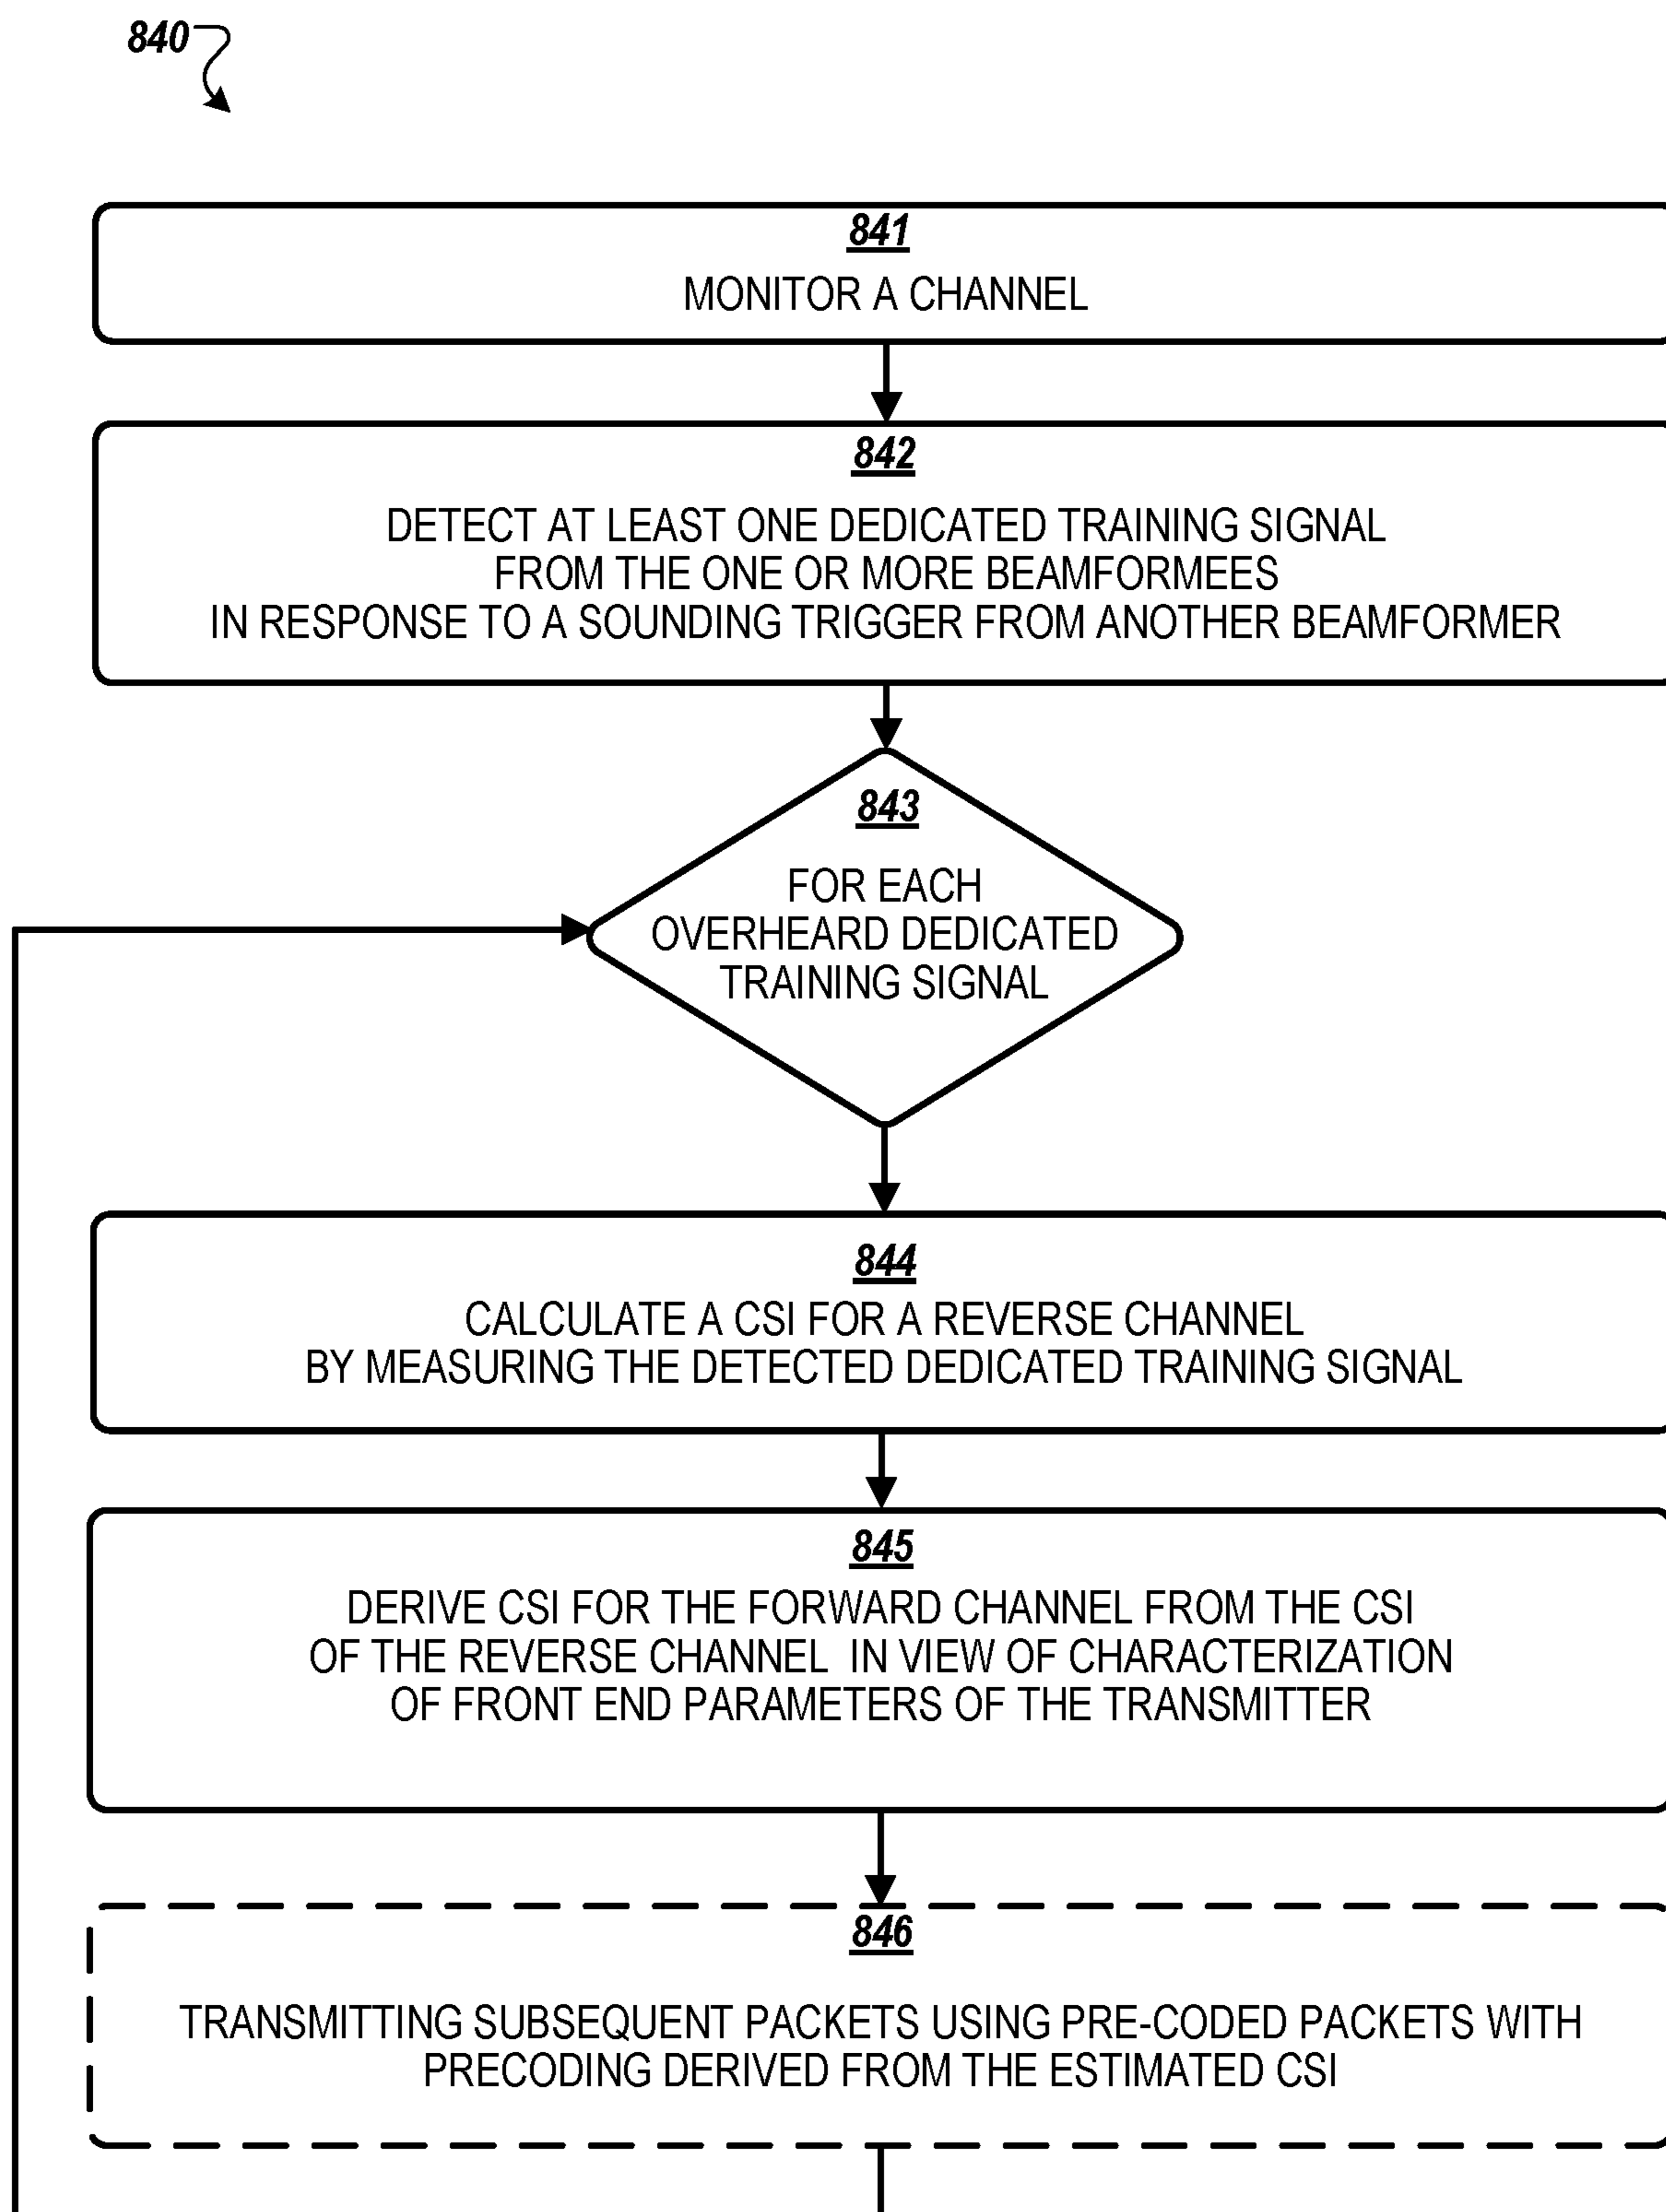 840
841
MONITOR A CHANNEL
842
DETECT AT LEAST ONE DEDICATED TRAINING SIGNAL
FROM THE ONE OR MORE BEAMFORMEES
IN RESPONSE TO A SOUNDING TRIGGER FROM ANOTHER BEAMFORMER
843
FOR EACH
OVERHEARD DEDICATED
TRAINING SIGNAL
844
CALCULATE A CSI FOR A REVERSE CHANNEL
BY MEASURING THE DETECTED DEDICATED TRAINING SIGNAL
845
DERIVE CSI FOR THE FORWARD CHANNEL FROM THE CSI
OF THE REVERSE CHANNEL IN VIEW OF CHARACTERIZATION
OF FRONT END PARAMETERS OF THE TRANSMITTER
846
TRANSMITTING SUBSEQUENT PACKETS USING PRE-CODED PACKETS WITH
PRECODING DERIVED FROM THE ESTIMATED CSI